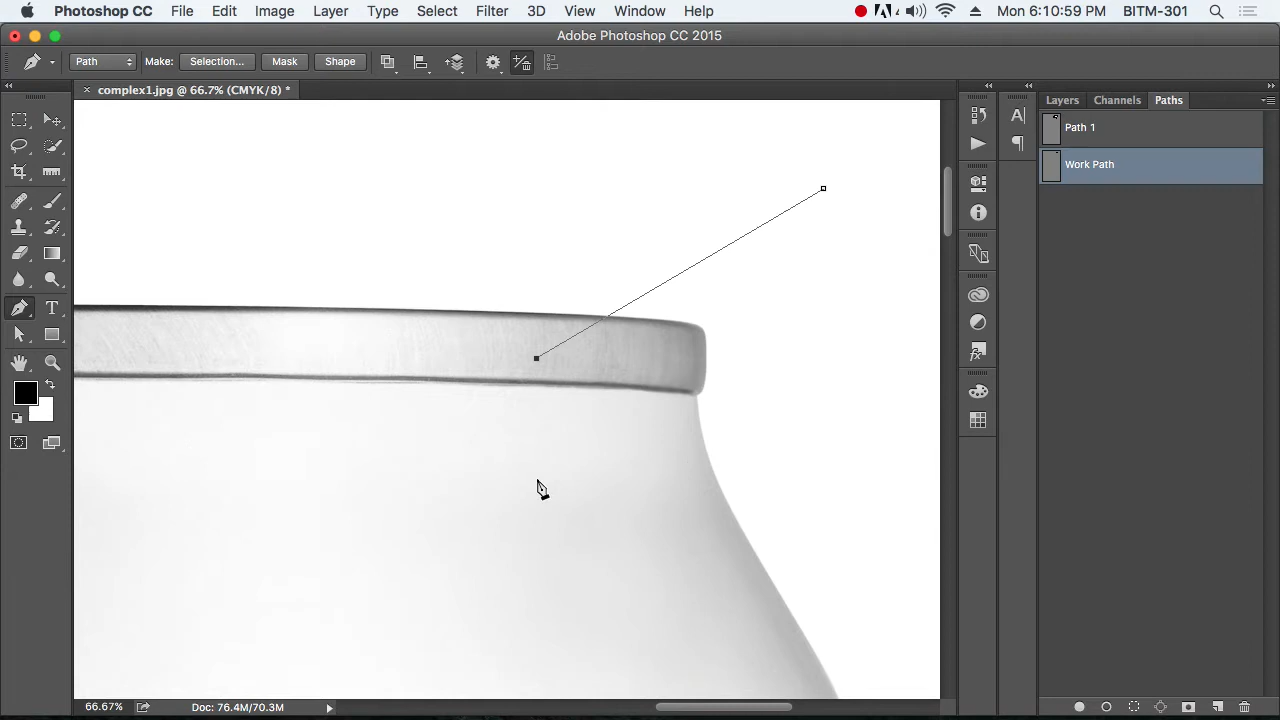 Photoshop CC File Edit Image Layer Type Select Filter 3D View Window Help Mon 6:10:59 PM BITM-301
Adobe Photoshop CC 2015
Path Make: Selection... Mask Shape
complex1.jpg @ 66.7% (CMYK/8) *
Layers Channels Paths
Path 1
Work Path
66.67% Doc: 76.4M/70.3M